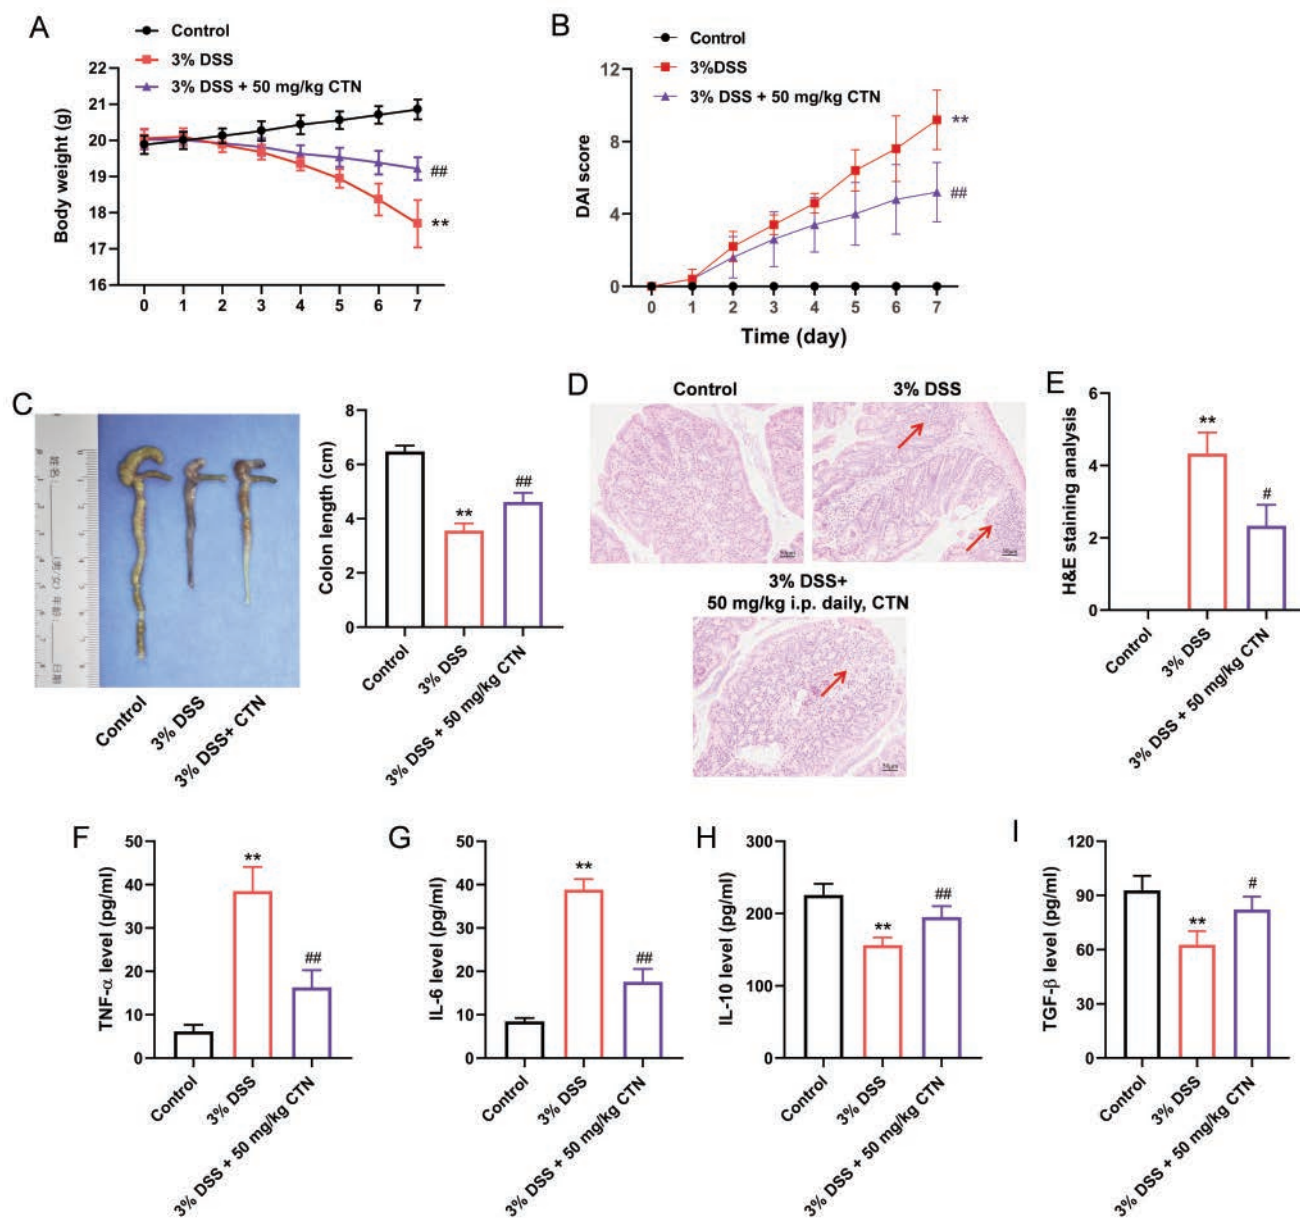 A
Control
3% DSS
3% DSS + 50 mg/kg CTN
Body weight (g)
22
21
20
19
18
17
16
##
**
0 1 2 3 4 5 6 7
B
Control
3%DSS
3% DSS + 50 mg/kg CTN
DAI score
12
8
4
0
**
##
0 1 2 3 4 5 6 7
Time (day)
C
姓名:
(男/女) 年龄:
日期
Control
3% DSS
3% DSS+ CTN
Colon length (cm)
8
6
4
2
0
**
##
Control
3% DSS
3% DSS + 50 mg/kg CTN
D
Control
3% DSS
3% DSS+
50 mg/kg i.p. daily, CTN
E
H&E staining analysis
6
4
2
0
**
#
Control
3% DSS
3% DSS + 50 mg/kg CTN
F
TNF-α level (pg/ml)
50
40
30
20
10
0
**
##
Control
3% DSS
3% DSS + 50 mg/kg CTN
G
IL-6 level (pg/ml)
50
40
30
20
10
0
**
##
Control
3% DSS
3% DSS + 50 mg/kg CTN
H
IL-10 level (pg/ml)
300
200
100
0
**
##
Control
3% DSS
3% DSS + 50 mg/kg CTN
I
TGF-β level (pg/ml)
120
90
60
30
0
**
#
Control
3% DSS
3% DSS + 50 mg/kg CTN